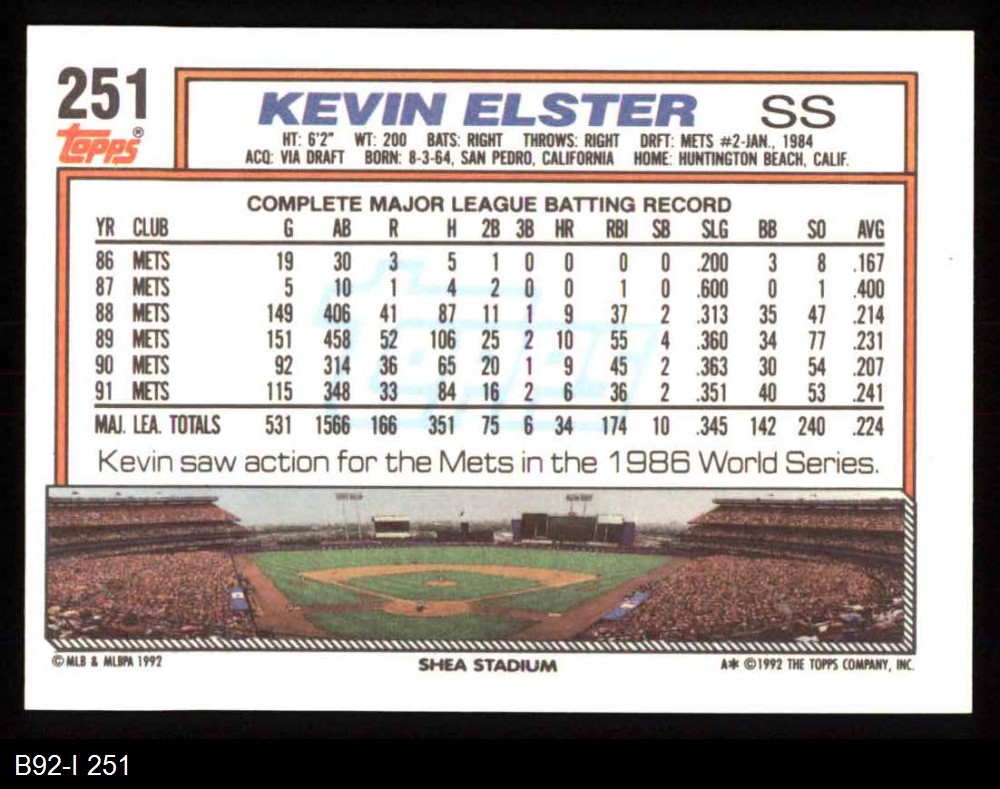 251
Topps®
KEVIN ELSTER SS
HT: 6'2" WT: 200 BATS: RIGHT THROWS: RIGHT DRFT: METS #2-JAN., 1984
ACQ: VIA DRAFT BORN: 8-3-64, SAN PEDRO, CALIFORNIA HOME: HUNTINGTON BEACH, CALIF.
COMPLETE MAJOR LEAGUE BATTING RECORD
YR CLUB G AB R H 2B 3B HR RBI SB SLG BB SO AVG
86 METS 19 30 3 5 1 0 0 0 0 .200 3 8 .167
87 METS 5 10 1 4 2 0 0 1 0 .600 0 1 .400
88 METS 149 406 41 87 11 1 9 37 2 .313 35 47 .214
89 METS 151 458 52 106 25 2 10 55 4 .360 34 77 .231
90 METS 92 314 36 65 20 1 9 45 2 .363 30 54 .207
91 METS 115 348 33 84 16 2 6 36 2 .351 40 53 .241
MAJ. LEA. TOTALS 531 1566 166 351 75 6 34 174 10 .345 142 240 .224
Topps
Kevin saw action for the Mets in the 1986 World Series.
© MLB & MLBPA 1992 SHEA STADIUM A* ©1992 THE TOPPS COMPANY, INC.
B92-I 251